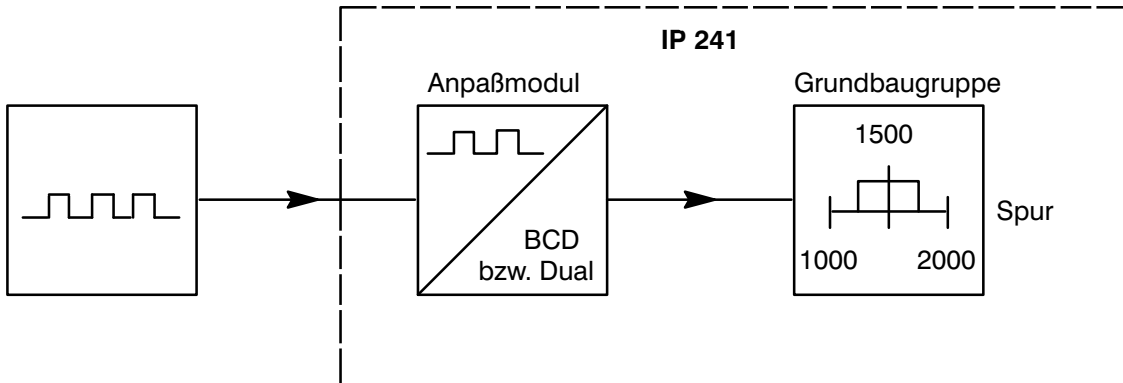 IP 241
Anpaßmodul
Grundbaugruppe
1500
Spur
BCD
bzw. Dual
1000
2000